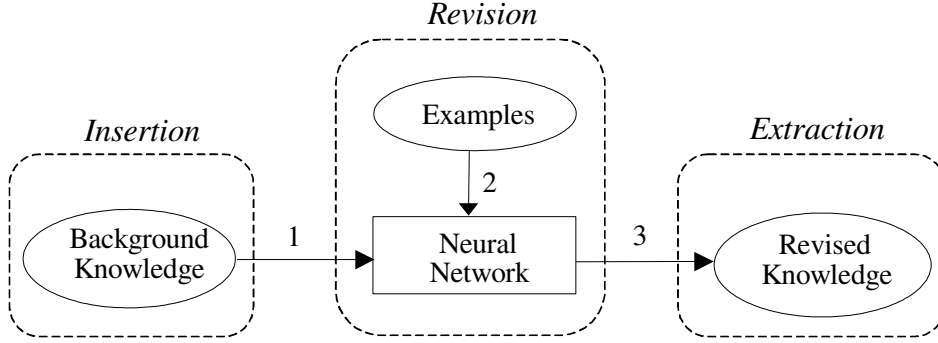 Revision
Insertion
Extraction
Examples
2
Background
Knowledge
1
Neural
Network
3
Revised
Knowledge